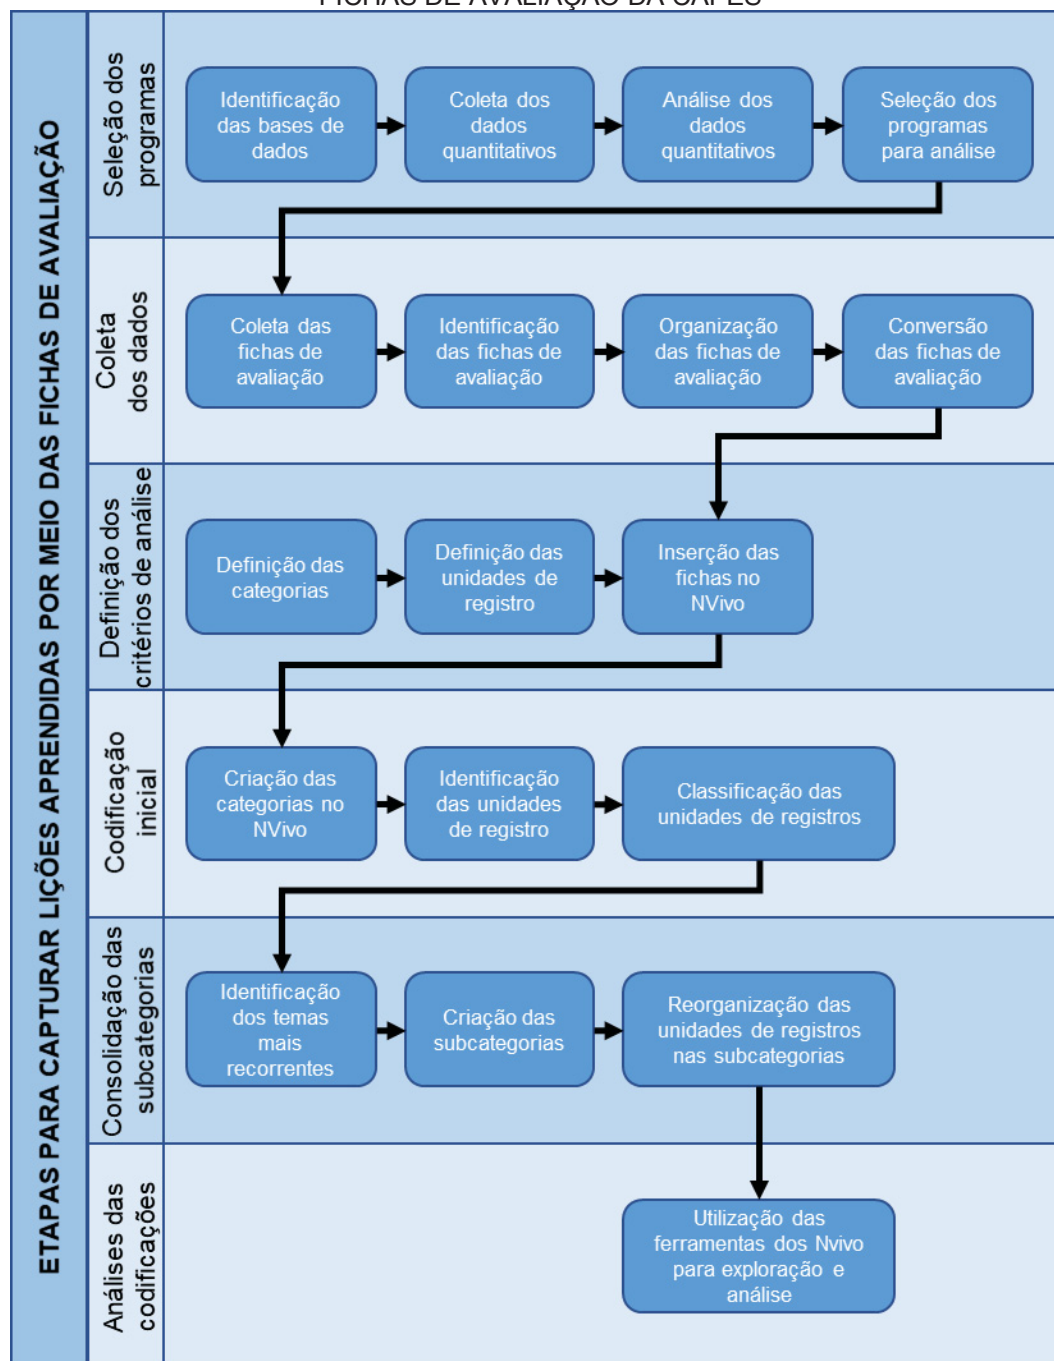 FICHAS DE AVALIAÇÃO DA CAPES
ETAPAS PARA CAPTURAR LIÇÕES APRENDIDAS POR MEIO DAS FICHAS DE AVALIAÇÃO
Seleção dos
programas
Identificação
das bases de
dados
Coleta dos
dados
quantitativos
Análise dos
dados
quantitativos
Seleção dos
programas
para análise
Coleta
dos dados
Coleta das
fichas de
avaliação
Identificação
das fichas de
avaliação
Organização
das fichas de
avaliação
Conversão
das fichas de
avaliação
Definição dos
critérios de análise
Definição das
categorias
Definição das
unidades de
registro
Inserção das
fichas no
NVivo
Codificação
inicial
Criação das
categorias no
NVivo
Identificação
das unidades
de registro
Classificação das
unidades de registros
Consolidação das
subcategorias
Identificação
dos temas
mais
recorrentes
Criação das
subcategorias
Reorganização das
unidades de registros
nas subcategorias
Análises das
codificações
Utilização das
ferramentas dos Nvivo
para exploração e
análise